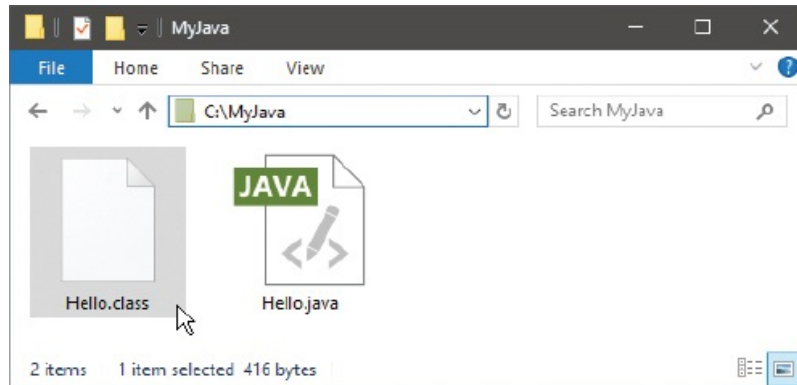 MyJava
File Home Share View ?
C:\MyJava Search MyJava
JAVA
</>
Hello.class Hello.java
2 items 1 item selected 416 bytes